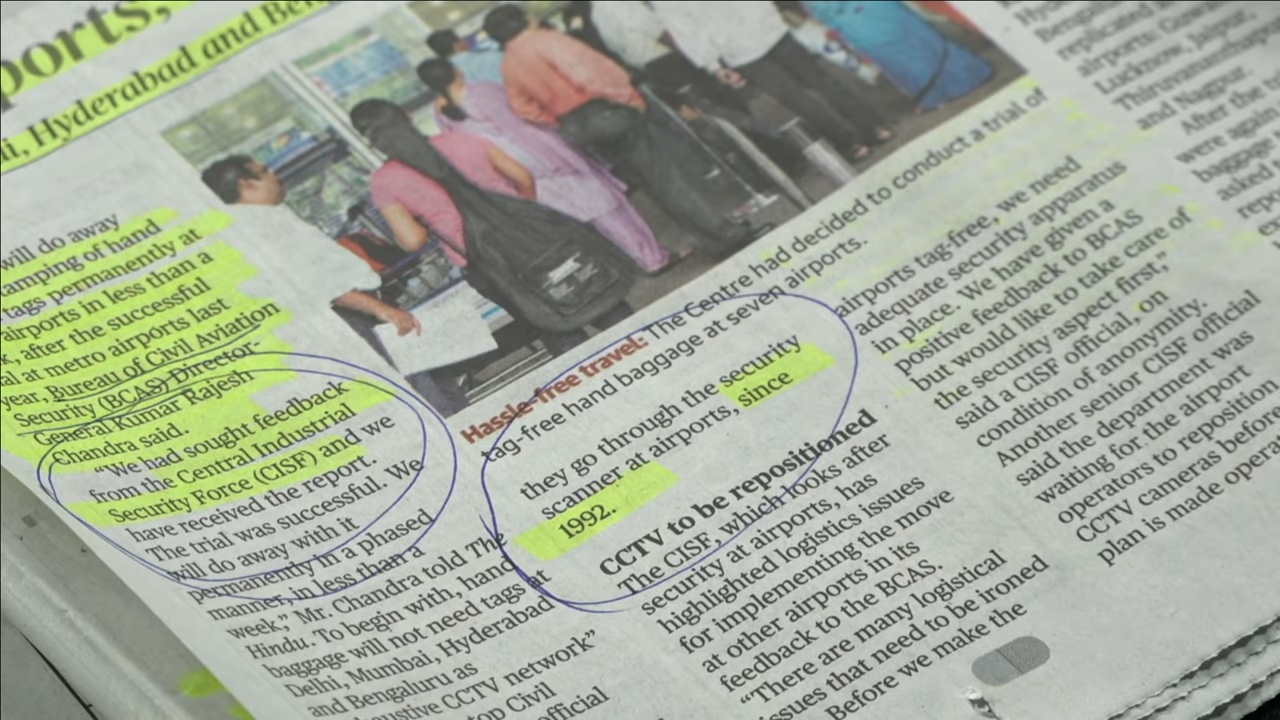 ports,
Hyderabad and
will do away
hand
tags permanently at
airports in less than a
after the successful
at metro airports last
year, Bureau of Civil Aviation
Security (BCAS) Director-
General Kumar Rajesh
Chandra said.
"We had sought feedback
from the Central Industrial
Security Force (CISF) and we
have received the report.
The trial was successful. We
will do away with it
permanently in a phased
manner, in less than a
week," Mr. Chandra told The
Hindu. To begin with, hand
baggage will not need tags at
Delhi, Mumbai, Hyderabad
and Bengaluru as
CCTV network"
Civil
official
Hassle-free travel: The Centre had decided to conduct a trial of
tag-free hand baggage at seven airports.
they go through the security
scanner at airports, since
1992.
CCTV to be repositioned
The CISF, which looks after
security at airports, has
highlighted logistics issues
for implementing the move
at other airports in its
feedback to the BCAS.
"There are many logistical
issues that need to be ironed
Before we make the
airports tag-free, we need
adequate security apparatus
in place. We have given a
positive feedback to BCAS
but would like to take care of
the security aspect first,"
said a CISF official, on
condition of anonymity.
Another senior CISF official
said the department was
waiting for the airport
operators to reposition
CCTV cameras before
plan is made
replicated
airports:
Lucknow, Jaipur,
and Nagpur.
After the
were again
baggage
asked